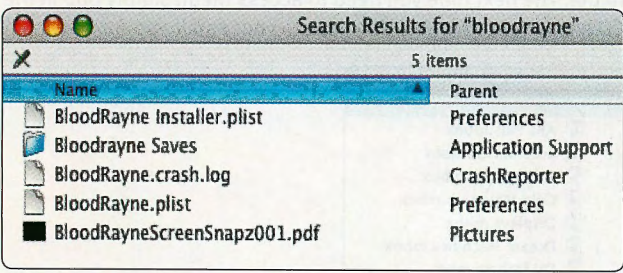 Search Results for "bloodrayne"
5 items
Name Parent
BloodRayne Installer.plist Preferences
Bloodrayne Saves Application Support
BloodRayne.crash.log CrashReporter
BloodRayne.plist Preferences
BloodRayneScreenSnapz001.pdf Pictures